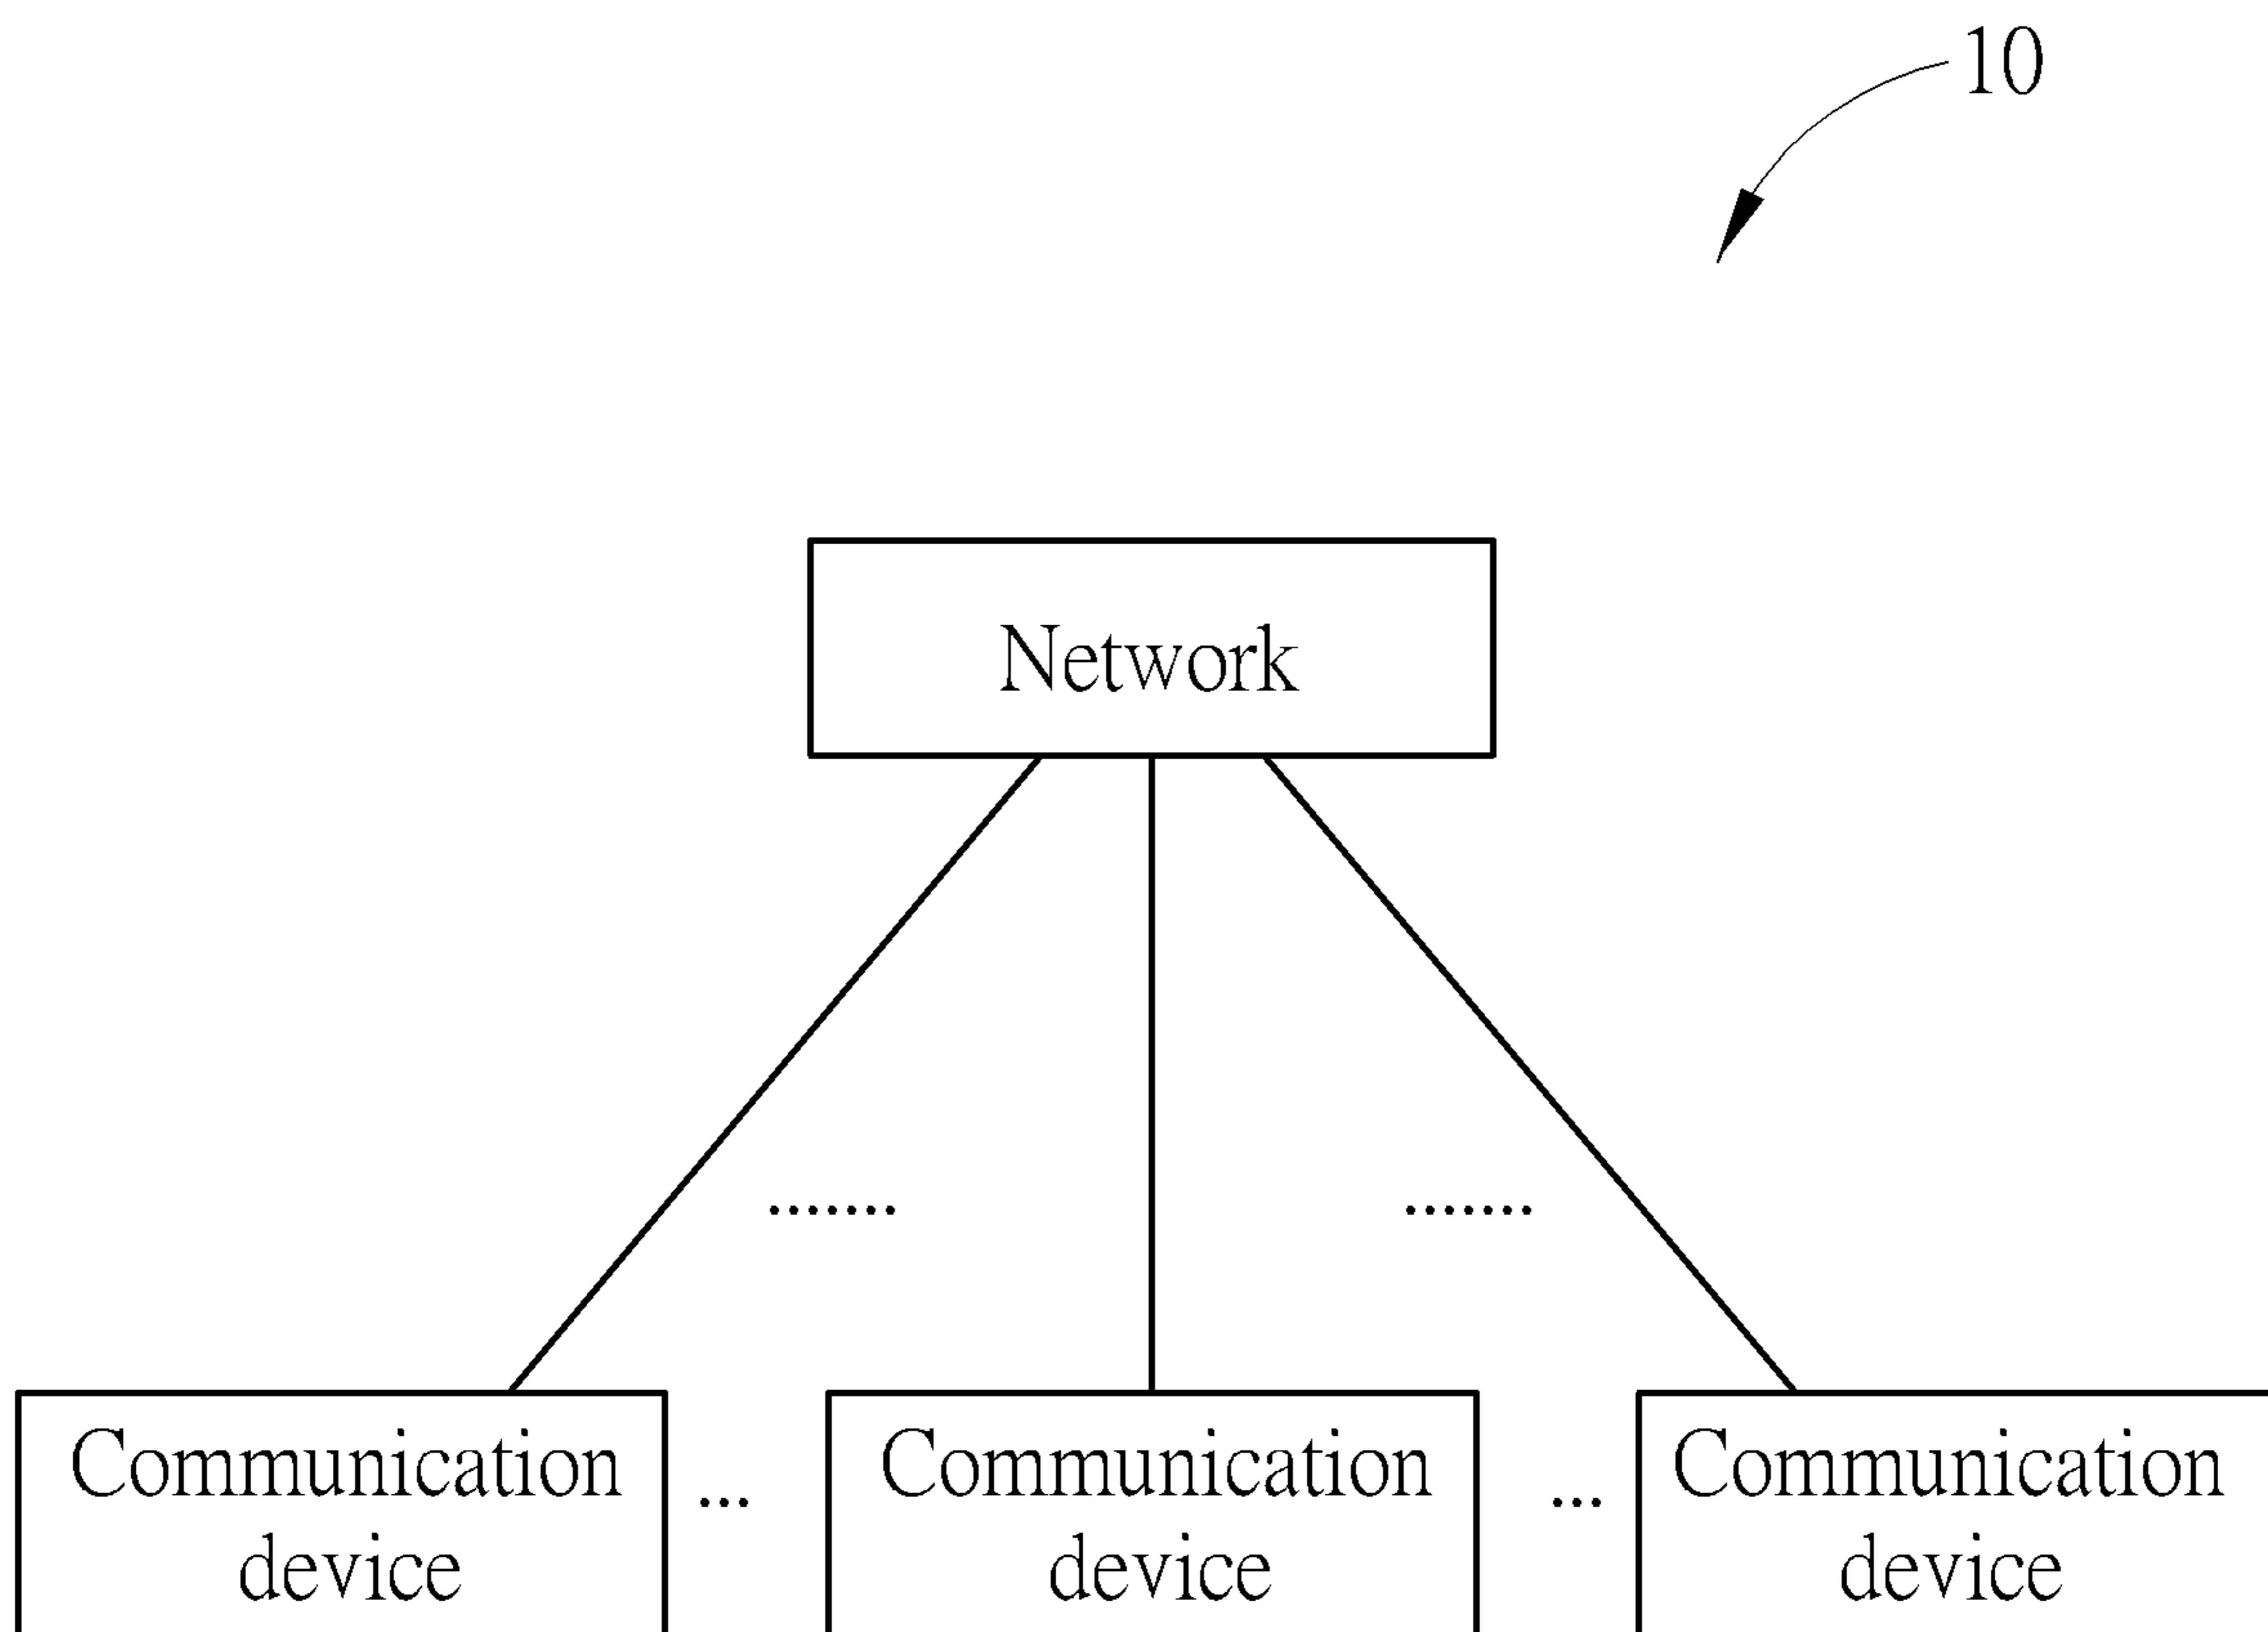 10
Network
.......
.......
Communication
device
...
Communication
device
...
Communication
device